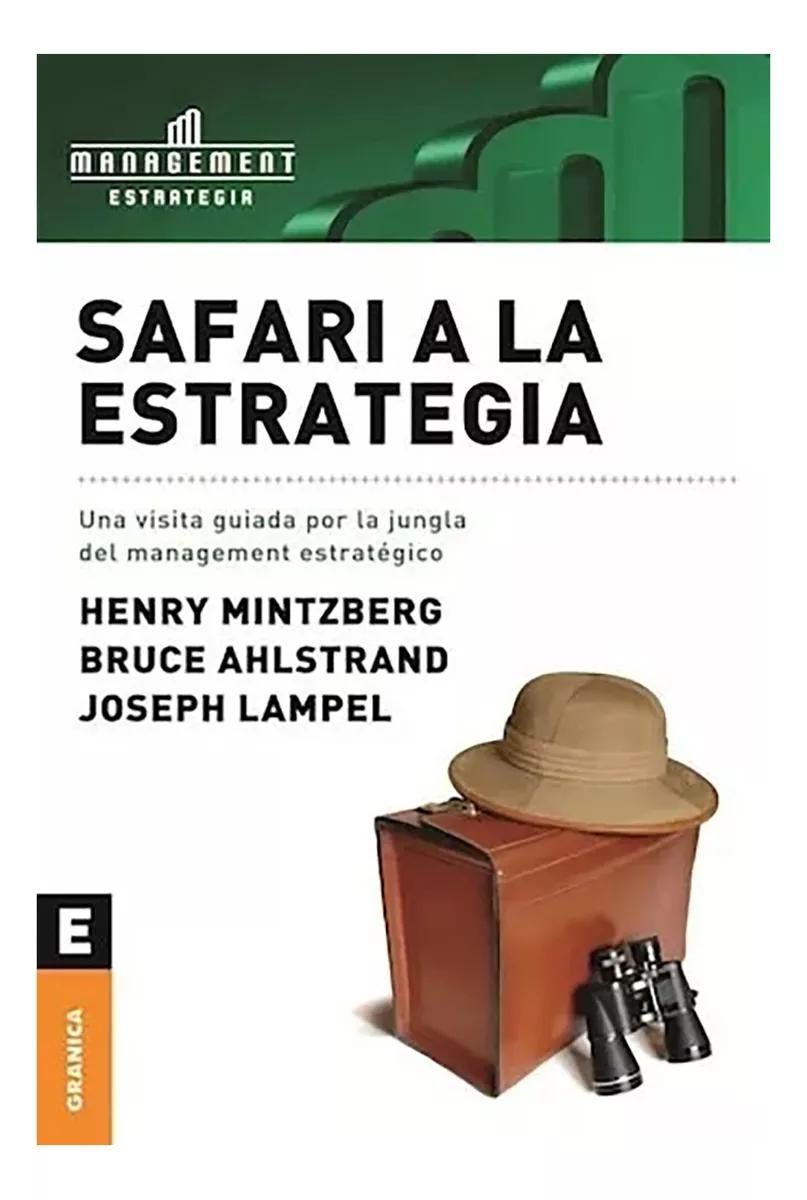 MANAGEMENT
ESTRATEGIA
SAFARI A LA
ESTRATEGIA
Una visita guiada por la jungla
del management estratégico
HENRY MINTZBERG
BRUCE AHLSTRAND
JOSEPH LAMPEL
E
GRANICA